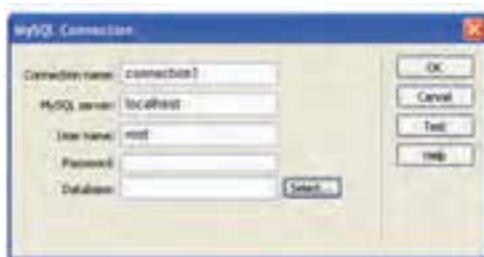 MySQL Connection
Connection name: connection1
MySQL server: localhost
User name: root
Password:
Database: Select...
OK
Cancel
Test
Help